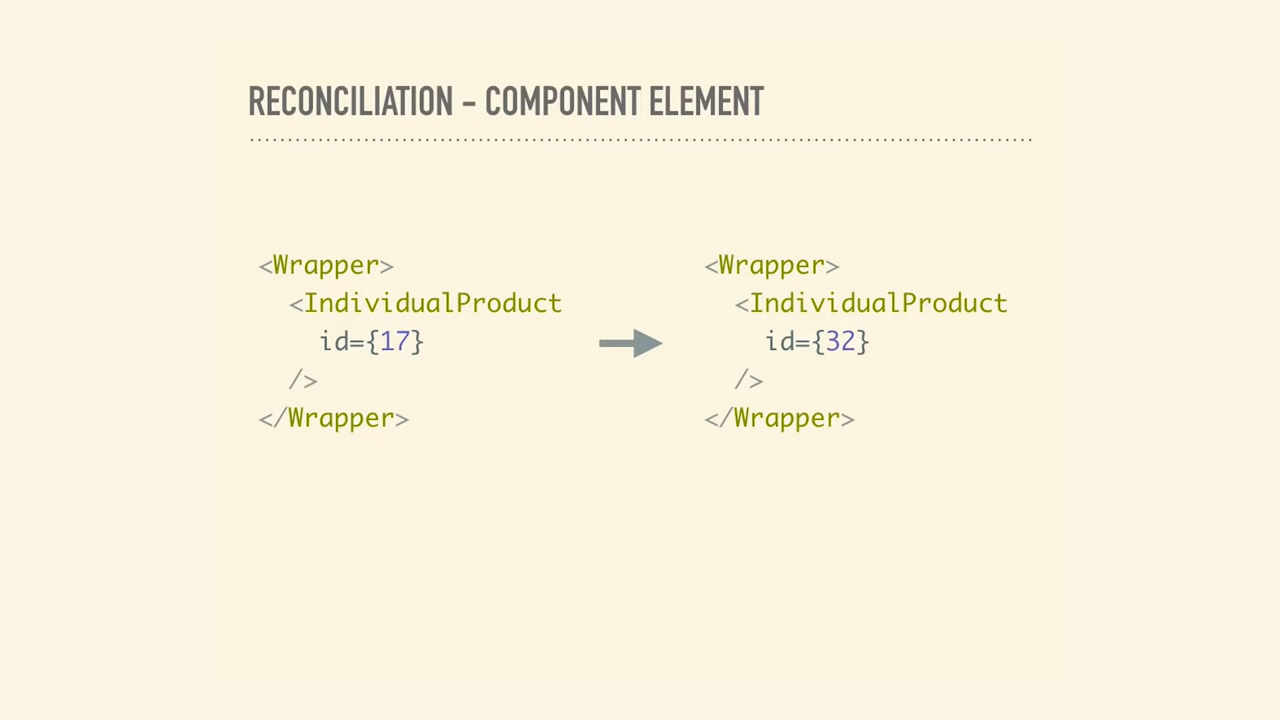 RECONCILIATION - COMPONENT ELEMENT
<Wrapper>
  <IndividualProduct
    id={17}
  />
</Wrapper>
<Wrapper>
  <IndividualProduct
    id={32}
  />
</Wrapper>